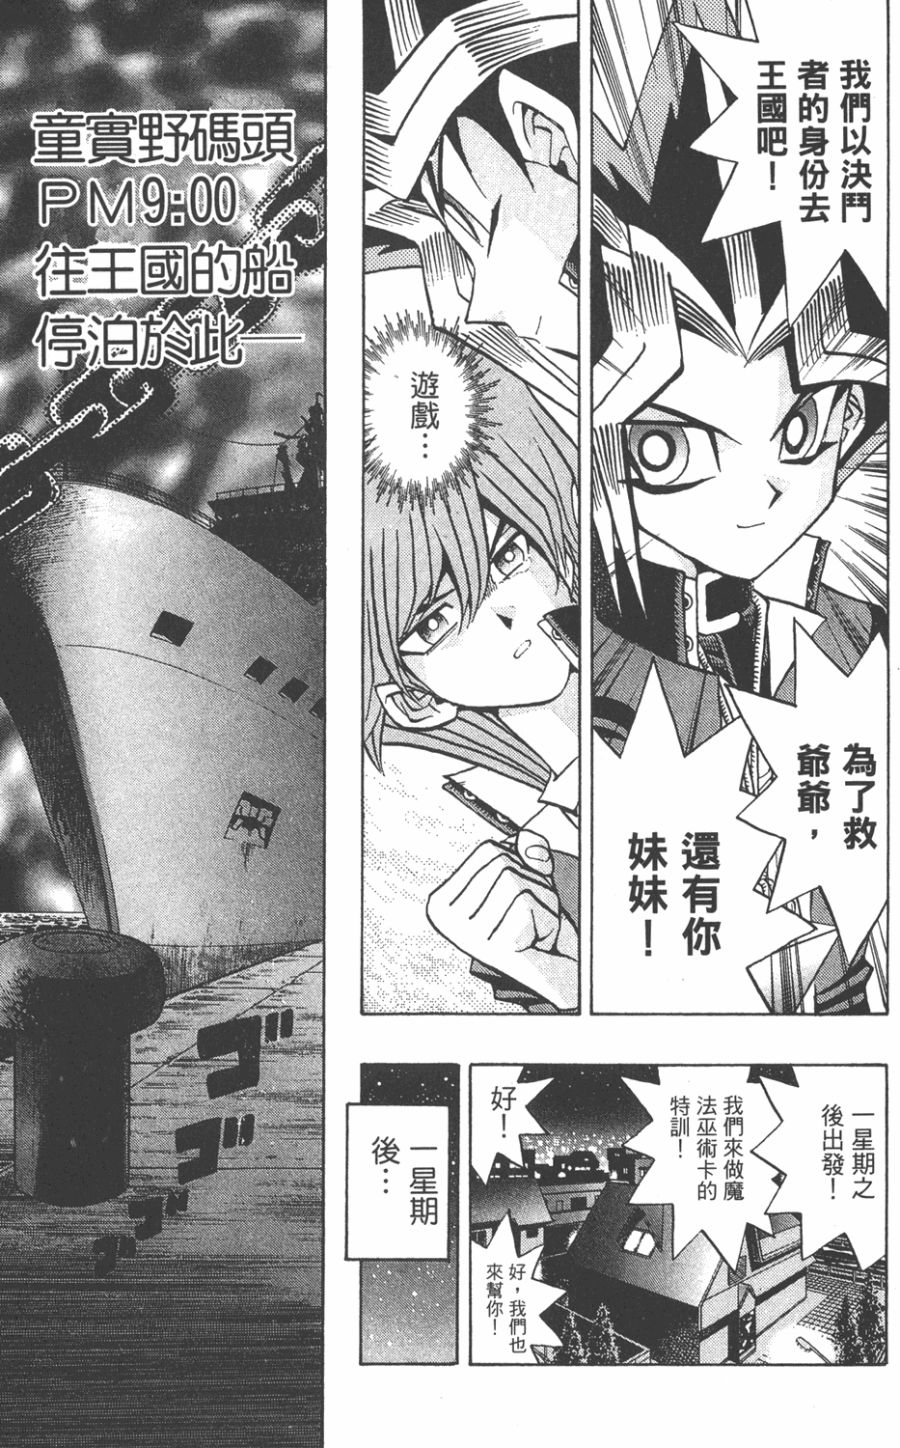 我們以決鬥
者的身份去
王國吧！
為了救
爺爺，
還有你
妹妹！
遊戲…
一星期之
後出發！
我們來做魔
法巫術卡的
特訓！
好！
好，我們也
來幫你！
一星期
後…
童實野碼頭
PM9:00
往王國的船
停泊於此—
ゴゴゴゴ